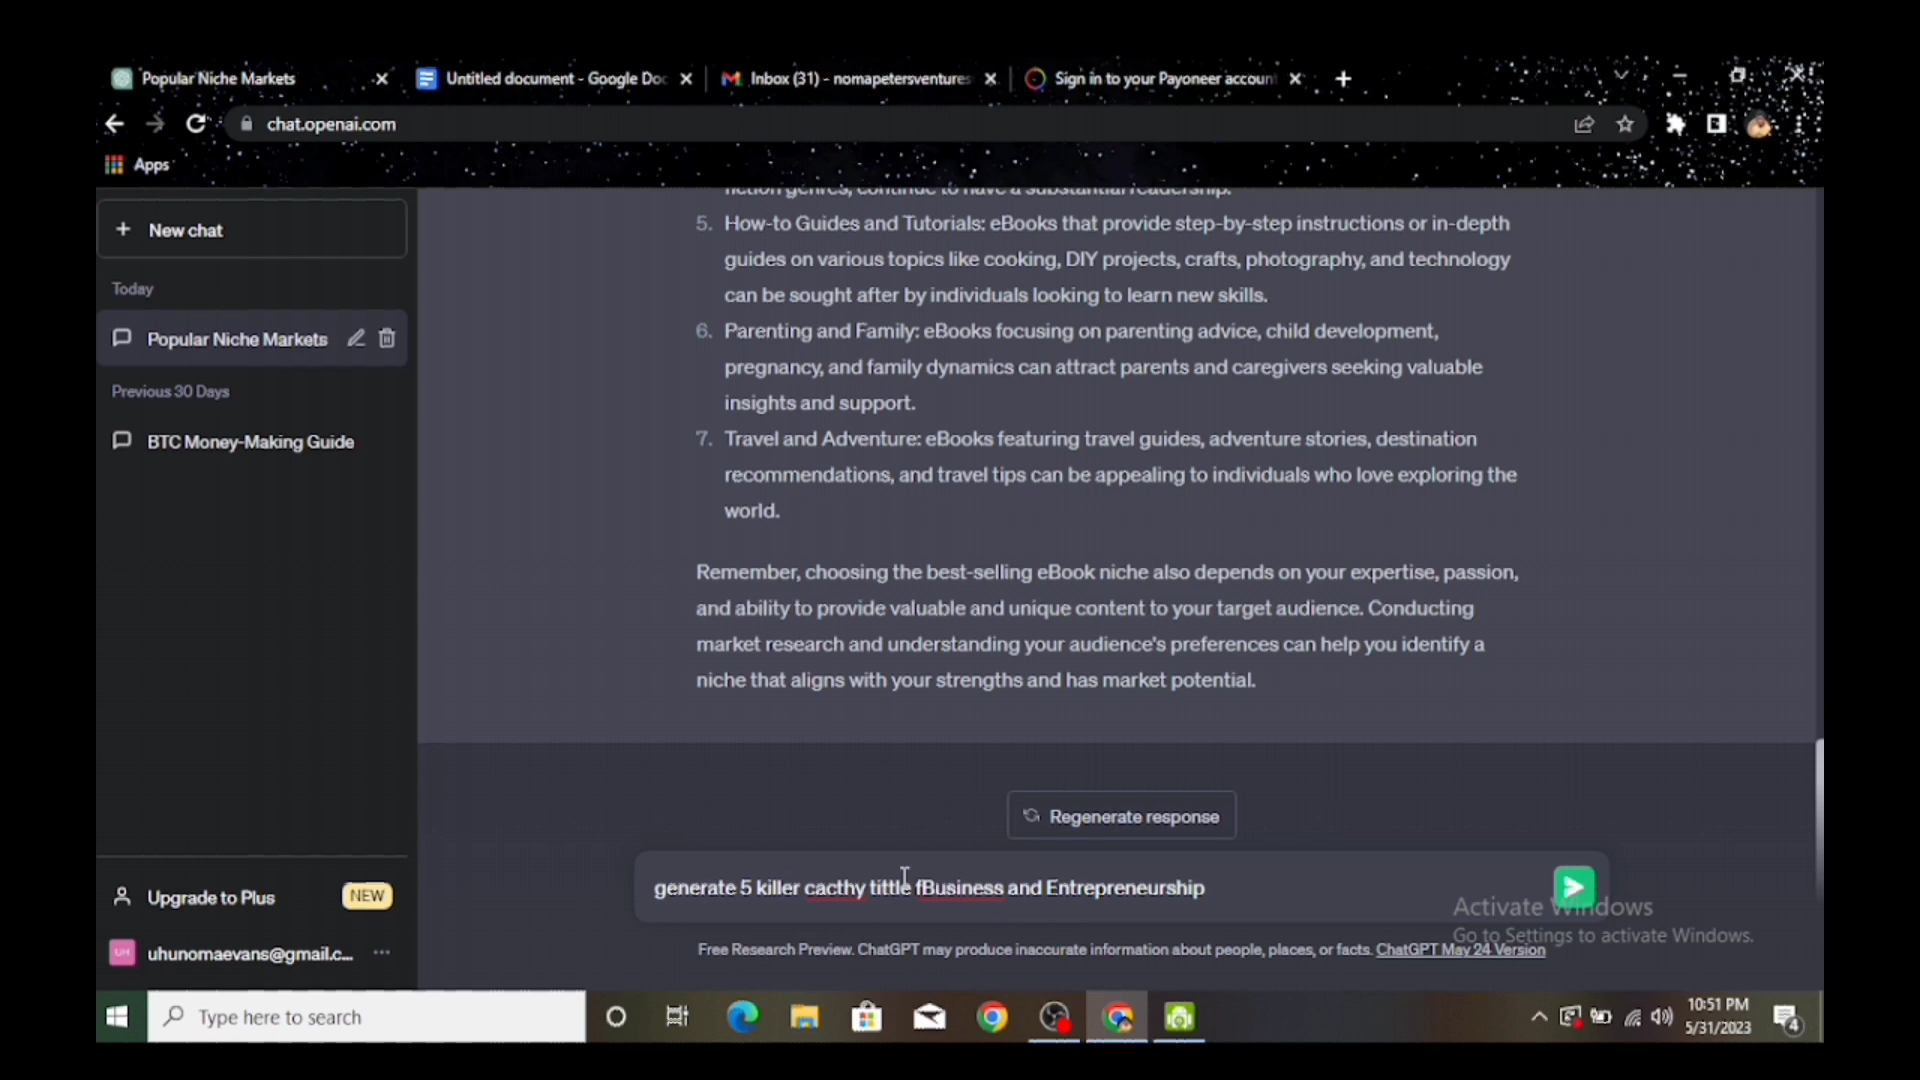 Popular Niche Markets
Untitled document - Google Doc
Inbox (31) - nomapetersventures
Sign in to your Payoneer accoun
chat.openai.com
Apps
New chat
Today
Popular Niche Markets
Previous 30 Days
BTC Money-Making Guide
fiction genres, continue to have a substantial readership.
5. How-to Guides and Tutorials: eBooks that provide step-by-step instructions or in-depth
guides on various topics like cooking, DIY projects, crafts, photography, and technology
can be sought after by individuals looking to learn new skills.
6. Parenting and Family: eBooks focusing on parenting advice, child development,
pregnancy, and family dynamics can attract parents and caregivers seeking valuable
insights and support.
7. Travel and Adventure: eBooks featuring travel guides, adventure stories, destination
recommendations, and travel tips can be appealing to individuals who love exploring the
world.
Remember, choosing the best-selling eBook niche also depends on your expertise, passion,
and ability to provide valuable and unique content to your target audience. Conducting
market research and understanding your audience's preferences can help you identify a
niche that aligns with your strengths and has market potential.
Regenerate response
generate 5 killer cacthy tittle fBusiness and Entrepreneurship
Upgrade to Plus NEW
UH uhunomaevans@gmail.c... ...
Activate Windows
Go to Settings to activate Windows.
Free Research Preview. ChatGPT may produce inaccurate information about people, places, or facts. ChatGPT May 24 Version
Type here to search
10:51 PM
5/31/2023
4